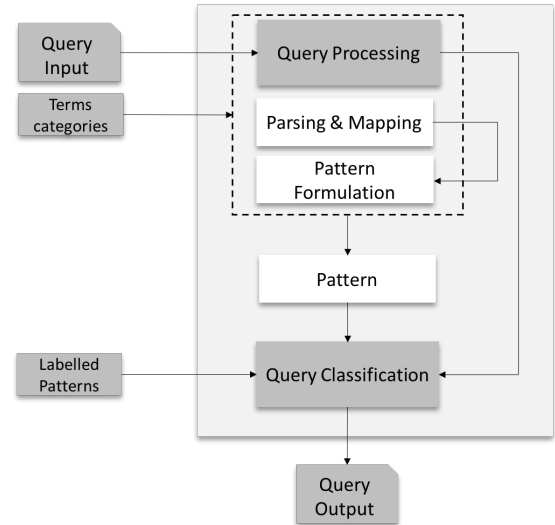 Query
Input
Query Processing
Terms
categories
Parsing & Mapping
Pattern
Formulation
Pattern
Labelled
Patterns
Query Classification
Query
Output